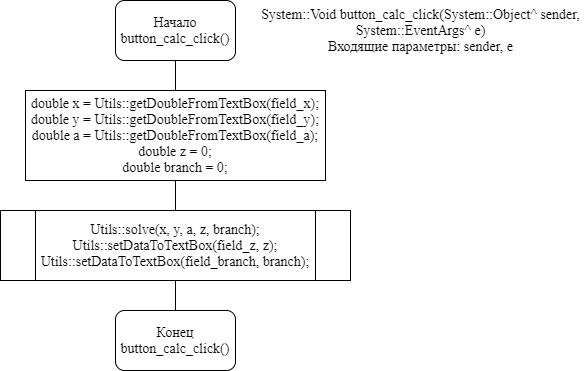 Начало
button_calc_click()
System::Void button_calc_click(System::Object^ sender,
System::EventArgs^ e)
Входящие параметры: sender, e
double x = Utils::getDoubleFromTextBox(field_x);
double y = Utils::getDoubleFromTextBox(field_y);
double a = Utils::getDoubleFromTextBox(field_a);
double z = 0;
double branch = 0;
Utils::solve(x, y, a, z, branch);
Utils::setDataToTextBox(field_z, z);
Utils::setDataToTextBox(field_branch, branch);
Конец
button_calc_click()